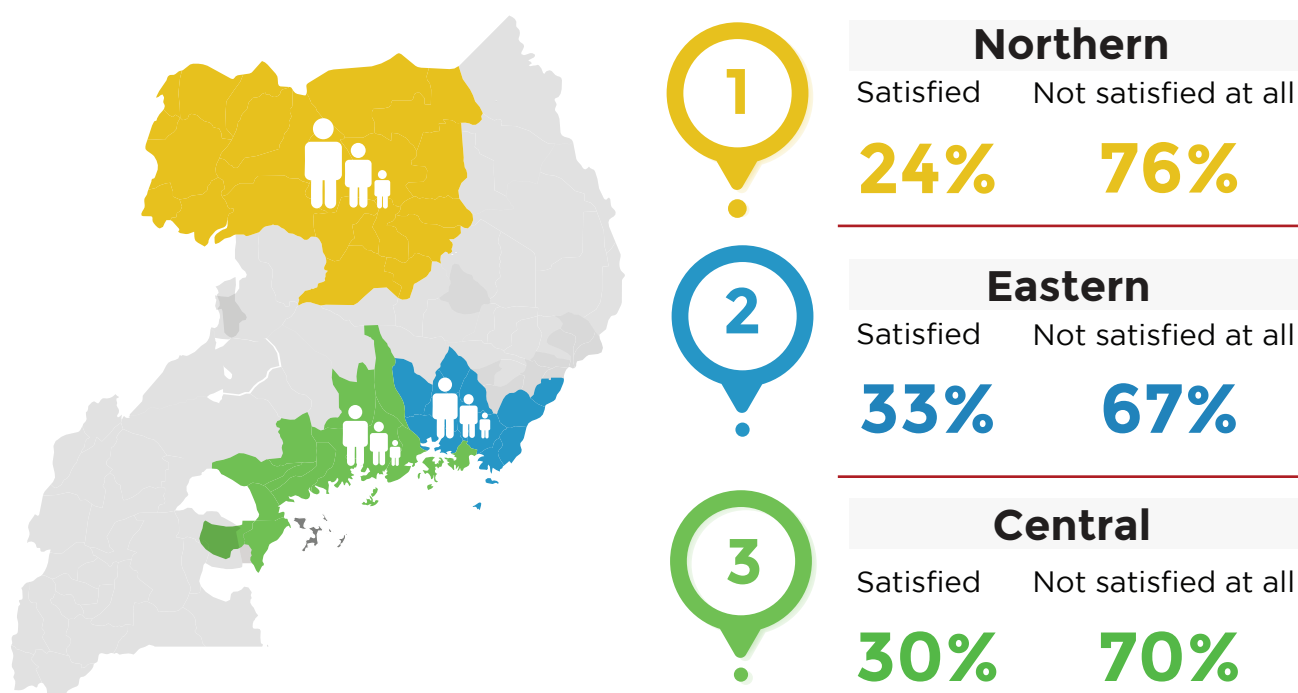 1
Northern
Satisfied Not satisfied at all
24% 76%
2
Eastern
Satisfied Not satisfied at all
33% 67%
3
Central
Satisfied Not satisfied at all
30% 70%